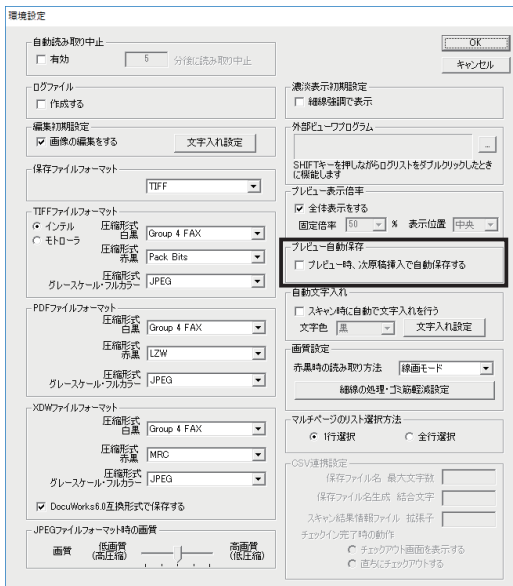 環境設定
自動読み取り中止
有効
5
分後に読み取り中止
ログファイル
作成する
編集初期設定
画像の編集をする
文字入れ設定
保存ファイルフォーマット
TIFF
TIFFファイルフォーマット
インテル
モトローラ
圧縮形式
白黒
Group 4 FAX
圧縮形式
赤黒
Pack Bits
圧縮形式
グレースケール・フルカラー
JPEG
PDFファイルフォーマット
圧縮形式
白黒
Group 4 FAX
圧縮形式
赤黒
LZW
圧縮形式
グレースケール・フルカラー
JPEG
XDWファイルフォーマット
圧縮形式
白黒
Group 4 FAX
圧縮形式
赤黒
MRC
圧縮形式
グレースケール・フルカラー
JPEG
DocuWorks6.0互換形式で保存する
JPEGファイルフォーマット時の画質
画質
低画質
(高圧縮)
高画質
(低圧縮)
OK
キャンセル
濃淡表示初期設定
細線強調で表示
外部ビューワプログラム
...
SHIFTキーを押しながらログリストをダブルクリックしたとき
に機能します
プレビュー表示倍率
全体表示をする
固定倍率 50 % 表示位置 中央
プレビュー自動保存
プレビュー時、次原稿挿入で自動保存する
自動文字入れ
スキャン時に自動で文字入れを行う
文字色 黒 文字入れ設定
画質設定
赤黒時の読み取り方法 線画モード
細線の処理・ゴミ筋軽減設定
マルチページのリスト選択方法
1行選択 全行選択
CSV連携設定
保存ファイル名 最大文字数
保存ファイル名生成 結合文字
スキャン結果情報ファイル 拡張子
チェックイン完了時の動作
チェックアウト画面を表示する
直ちにチェックアウトする